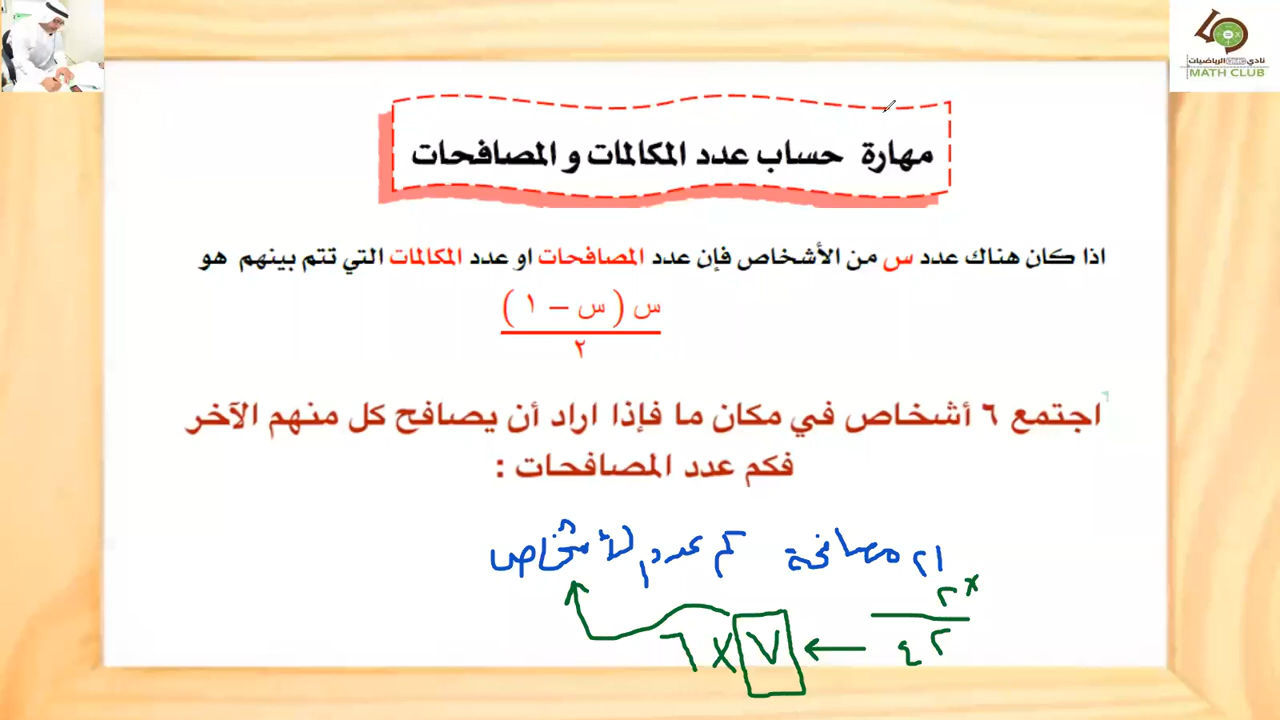 نادي OMC الرياضيات
MATH CLUB
مهارة حساب عدد المكالمات و المصافحات
اذا كان هناك عدد س من الأشخاص فإن عدد المصافحات او عدد المكالمات التي تتم بينهم هو
س ( س – ١ )
٢
اجتمع ٦ أشخاص في مكان ما فإذا اراد أن يصافح كل منهم الآخر
فكم عدد المصافحات :
٢١ مصافحة كم عدد الأشخاص
٢ ×
٤٢ ← ٧ × ٦